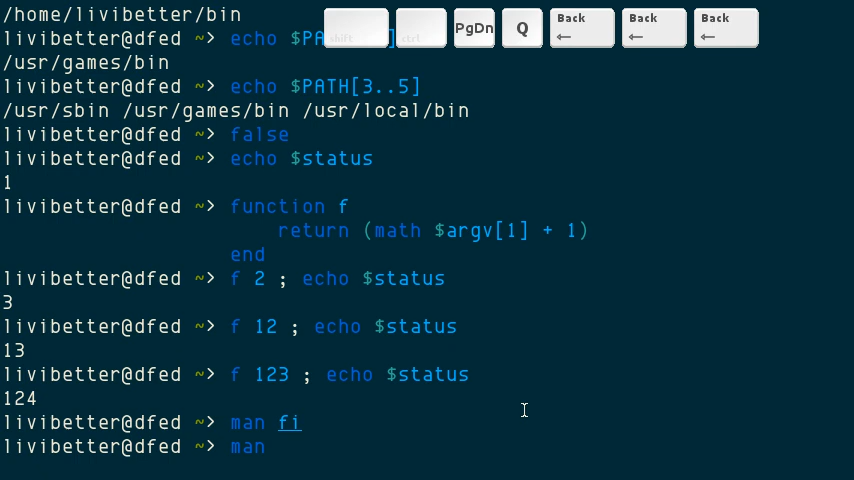 /home/livibetter/bin
livibetter@dfed ~> echo $PA ]
shift ctrl PgDn Q Back ← Back ← Back ←
/usr/games/bin
livibetter@dfed ~> echo $PATH[3..5]
/usr/sbin /usr/games/bin /usr/local/bin
livibetter@dfed ~> false
livibetter@dfed ~> echo $status
1
livibetter@dfed ~> function f
return (math $argv[1] + 1)
end
livibetter@dfed ~> f 2 ; echo $status
3
livibetter@dfed ~> f 12 ; echo $status
13
livibetter@dfed ~> f 123 ; echo $status
124
livibetter@dfed ~> man fi
livibetter@dfed ~> man